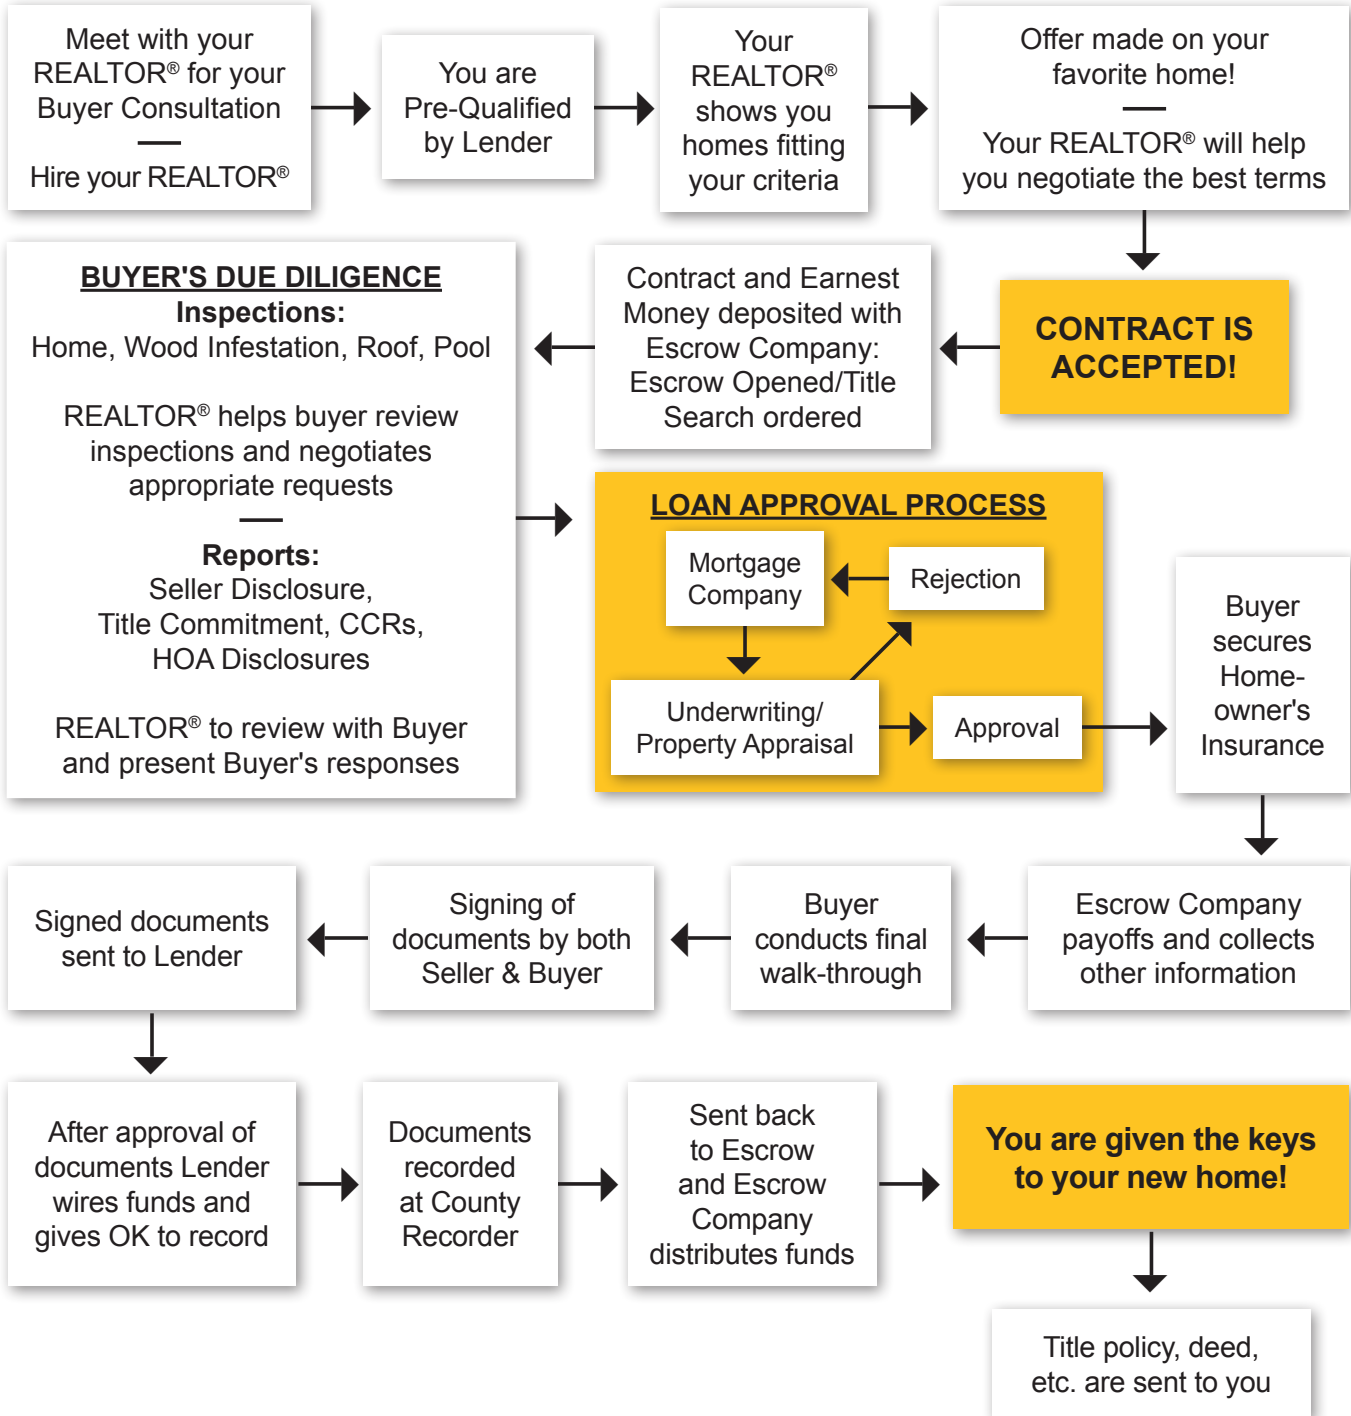 Meet with your
REALTOR® for your
Buyer Consultation
Hire your REALTOR®
You are
Pre-Qualified
by Lender
Your
REALTOR®
shows you
homes fitting
your criteria
Offer made on your
favorite home!
Your REALTOR® will help
you negotiate the best terms
CONTRACT IS
ACCEPTED!
Contract and Earnest
Money deposited with
Escrow Company:
Escrow Opened/Title
Search ordered
BUYER'S DUE DILIGENCE
Inspections:
Home, Wood Infestation, Roof, Pool
REALTOR® helps buyer review
inspections and negotiates
appropriate requests
Reports:
Seller Disclosure,
Title Commitment, CCRs,
HOA Disclosures
REALTOR® to review with Buyer
and present Buyer's responses
LOAN APPROVAL PROCESS
Mortgage
Company
Rejection
Underwriting/
Property Appraisal
Approval
Buyer
secures
Home-
owner's
Insurance
Escrow Company
payoffs and collects
other information
Buyer
conducts final
walk-through
Signing of
documents by both
Seller & Buyer
Signed documents
sent to Lender
After approval of
documents Lender
wires funds and
gives OK to record
Documents
recorded
at County
Recorder
Sent back
to Escrow
and Escrow
Company
distributes funds
You are given the keys
to your new home!
Title policy, deed,
etc. are sent to you